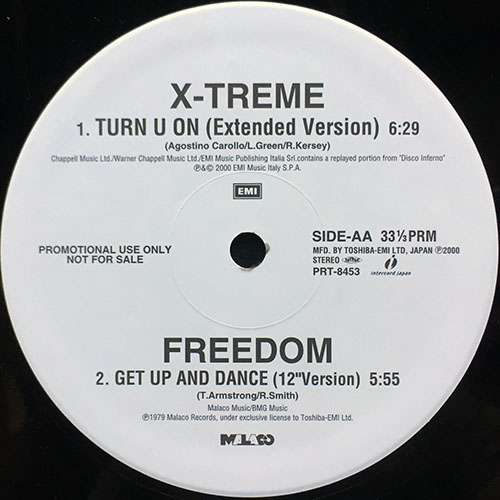 X-TREME
1. TURN U ON (Extended Version) 6:29
(Agostino Carollo/L.Green/R.Kersey)
Chappell Music Ltd./Warner Chappell Music Ltd./EMI Music Publishing Italia Srl.contains a replayed portion from "Disco Inferno"
℗&© 2000 EMI Music Italy S.P.A.
EMI
SIDE-AA 33⅓PRM
MFD. BY TOSHIBA-EMI LTD, JAPAN ℗2000
STEREO
PRT-8453 intercord japan
PROMOTIONAL USE ONLY
NOT FOR SALE
FREEDOM
2. GET UP AND DANCE (12"Version) 5:55
(T.Armstrong/R.Smith)
Malaco Music/BMG Music
℗1979 Malaco Records, under exclusive license to Toshiba-EMI Ltd.
MALACO